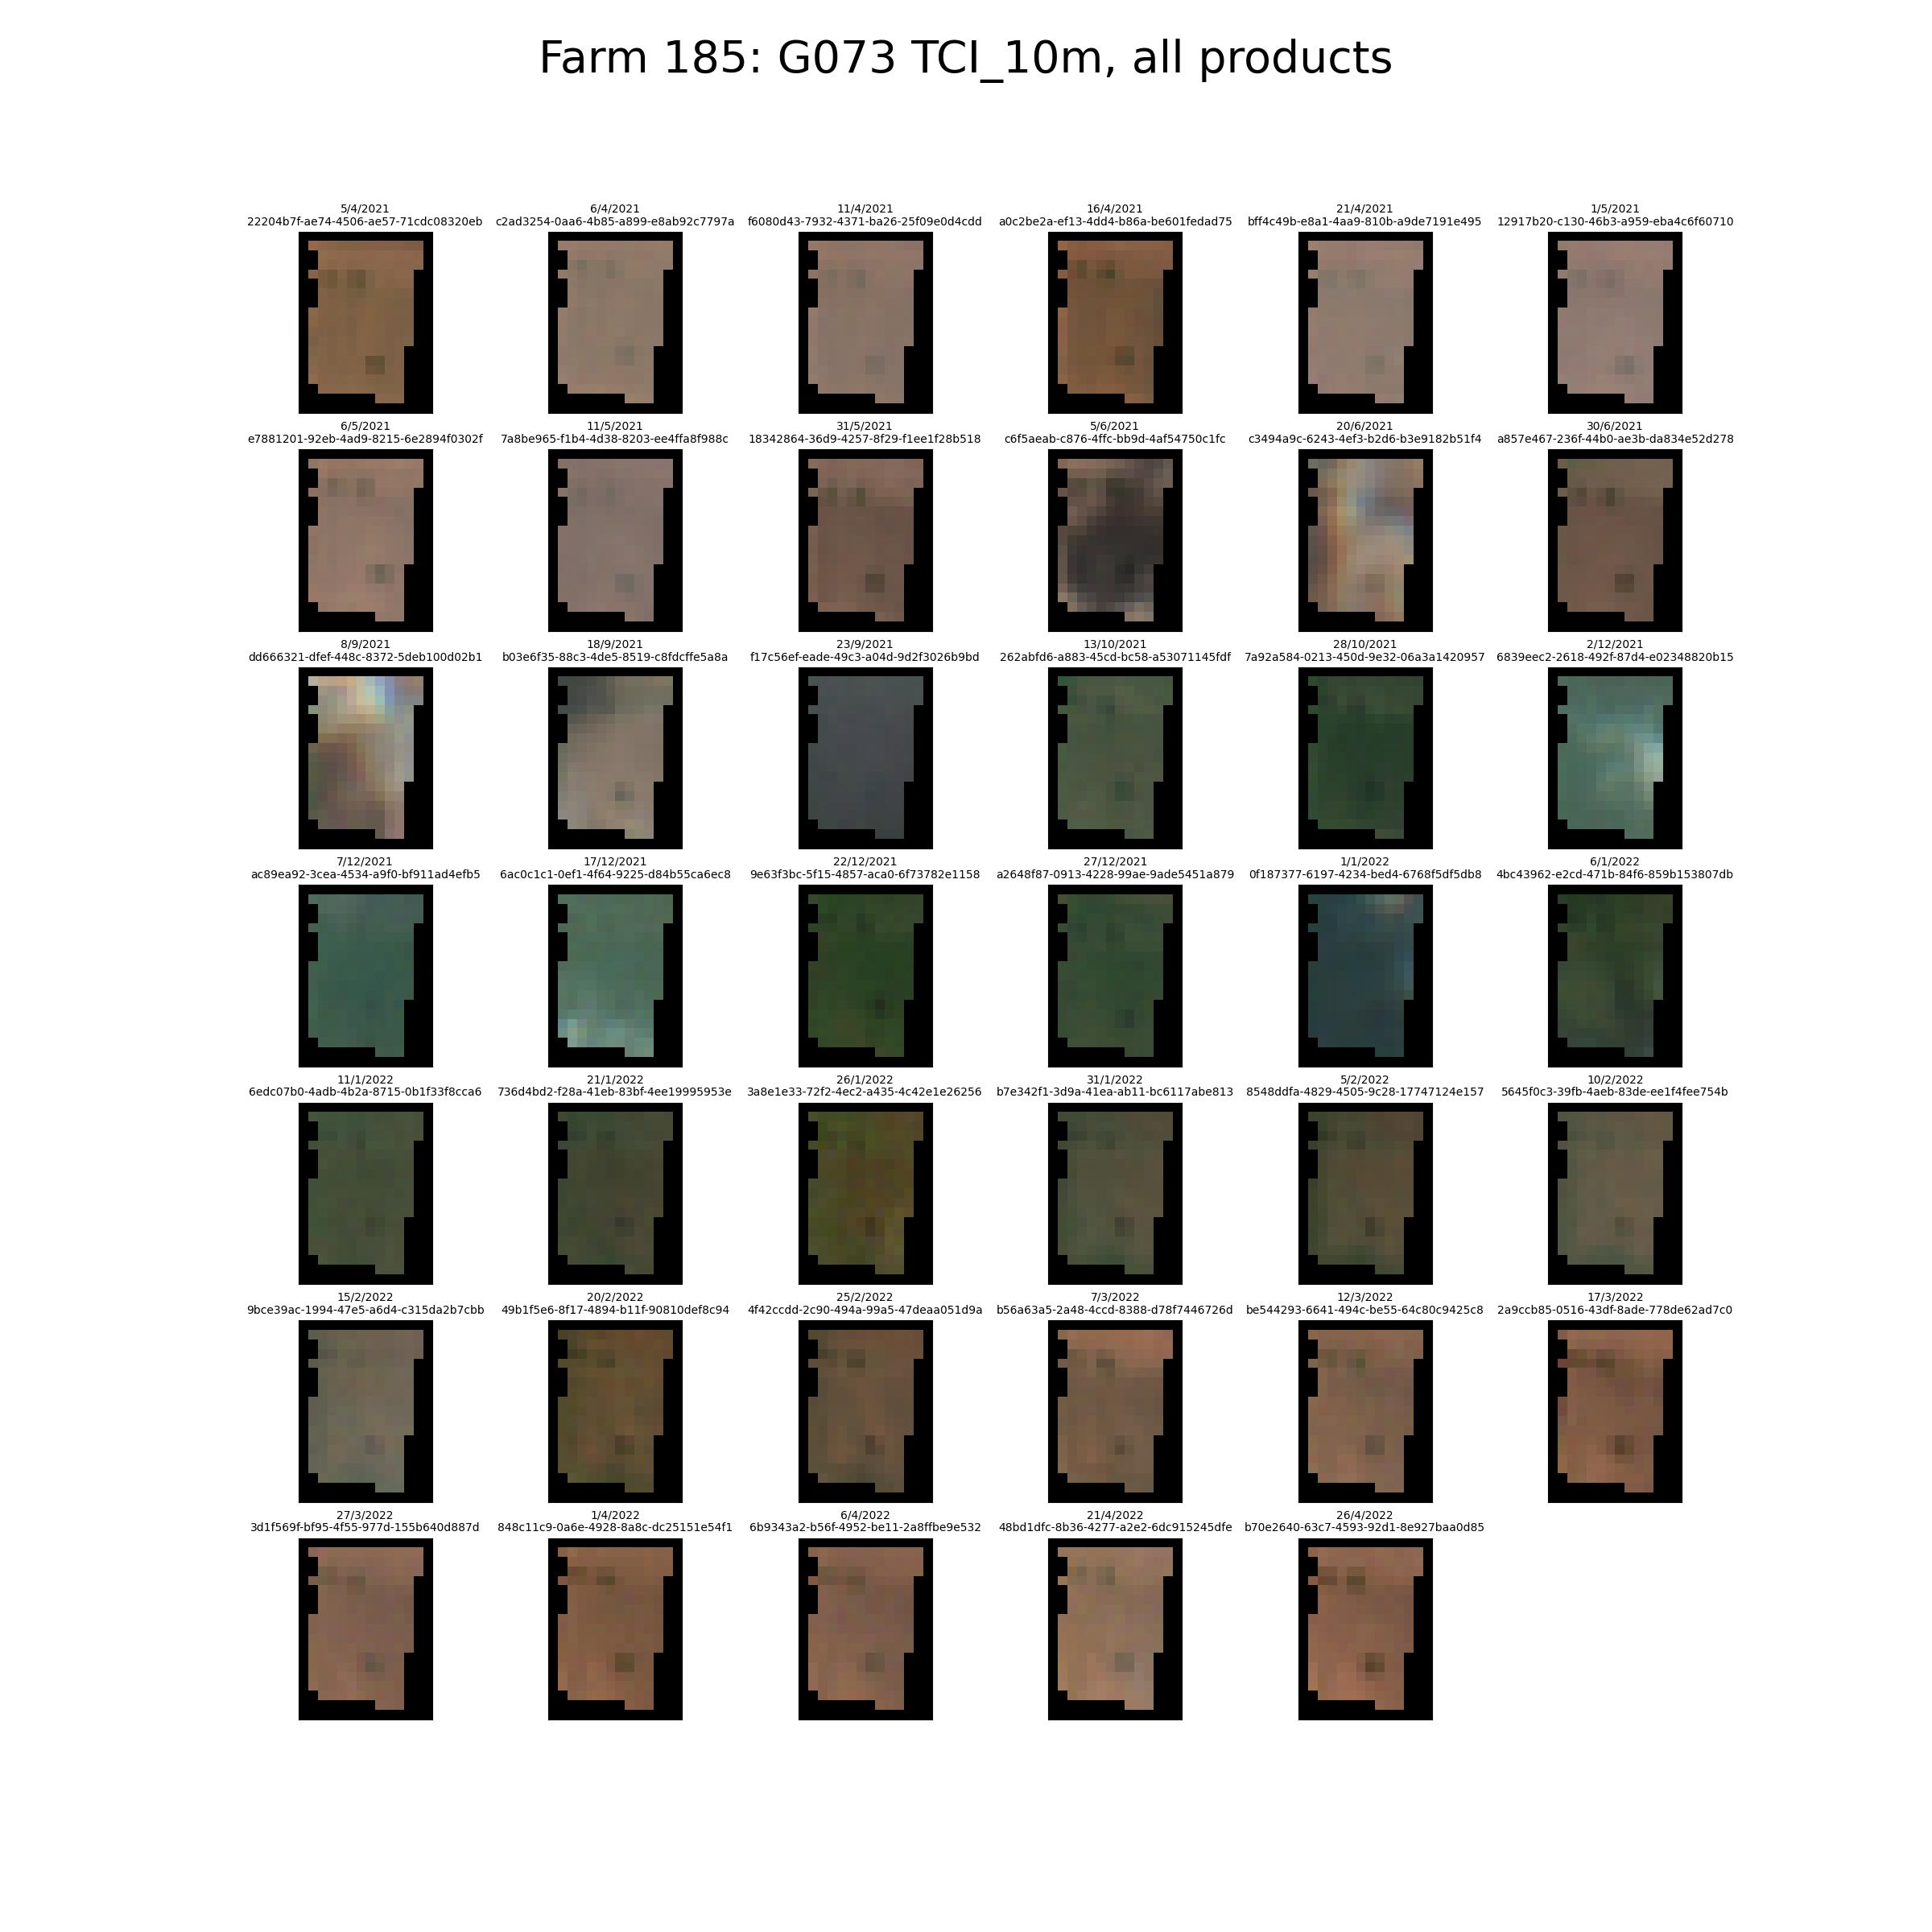 Farm 185: G073 TCI_10m, all products
5/4/2021 6/4/2021 11/4/2021 16/4/2021 21/4/2021 1/5/2021
22204b7f-ae74-4506-ae57-71cdc08320eb c2ad3254-0aa6-4b85-a899-e8ab92c7797a f6080d43-7932-4371-ba26-25f09e0d4cdd a0c2be2a-ef13-4dd4-b86a-be601fedad75 bff4c49b-e8a1-4aa9-810b-a9de7191e495 12917b20-c130-46b3-a959-eba4c6f60710
6/5/2021 11/5/2021 31/5/2021 5/6/2021 20/6/2021 30/6/2021
e7881201-92eb-4ad9-8215-6e2894f0302f 7a8be965-f1b4-4d38-8203-ee4ffa8f988c 18342864-36d9-4257-8f29-f1ee1f28b518 c6f5aeab-c876-4ffc-bb9d-4af54750c1fc c3494a9c-6243-4ef3-b2d6-b3e9182b51f4 a857e467-236f-44b0-ae3b-da834e52d278
8/9/2021 18/9/2021 23/9/2021 13/10/2021 28/10/2021 2/12/2021
dd666321-dfef-448c-8372-5deb100d02b1 b03e6f35-88c3-4de5-8519-c8fdcffe5a8a f17c56ef-eade-49c3-a04d-9d2f3026b9bd 262abfd6-a883-45cd-bc58-a53071145fdf 7a92a584-0213-450d-9e32-06a3a1420957 6839eec2-2618-492f-87d4-e02348820b15
7/12/2021 17/12/2021 22/12/2021 27/12/2021 1/1/2022 6/1/2022
ac89ea92-3cea-4534-a9f0-bf911ad4efb5 6ac0c1c1-0ef1-4f64-9225-d84b55ca6ec8 9e63f3bc-5f15-4857-aca0-6f73782e1158 a2648f87-0913-4228-99ae-9ade5451a879 0f187377-6197-4234-bed4-6768f5df5db8 4bc43962-e2cd-471b-84f6-859b153807db
11/1/2022 21/1/2022 26/1/2022 31/1/2022 5/2/2022 10/2/2022
6edc07b0-4adb-4b2a-8715-0b1f33f8cca6 736d4bd2-f28a-41eb-83bf-4ee19995953e 3a8e1e33-72f2-4ec2-a435-4c42e1e26256 b7e342f1-3d9a-41ea-ab11-bc6117abe813 8548ddfa-4829-4505-9c28-17747124e157 5645f0c3-39fb-4aeb-83de-ee1f4fee754b
15/2/2022 20/2/2022 25/2/2022 7/3/2022 12/3/2022 17/3/2022
9bce39ac-1994-47e5-a6d4-c315da2b7cbb 49b1f5e6-8f17-4894-b11f-90810def8c94 4f42ccdd-2c90-494a-99a5-47deaa051d9a b56a63a5-2a48-4ccd-8388-d78f7446726d be544293-6641-494c-be55-64c80c9425c8 2a9ccb85-0516-43df-8ade-778de62ad7c0
27/3/2022 1/4/2022 6/4/2022 21/4/2022 26/4/2022
3d1f569f-bf95-4f55-977d-155b640d887d 848c11c9-0a6e-4928-8a8c-dc25151e54f1 6b9343a2-b56f-4952-be11-2a8ffbe9e532 48bd1dfc-8b36-4277-a2e2-6dc915245dfe b70e2640-63c7-4593-92d1-8e927baa0d85